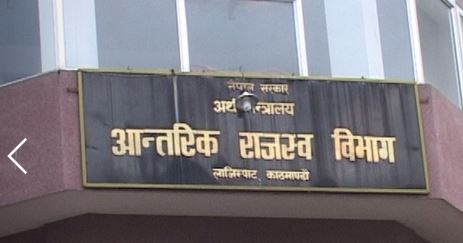 नेपाल सरकार
अर्थ मन्त्रालय
आन्तरिक राजस्व विभाग
लाजिम्पाट, काठमाण्डौ